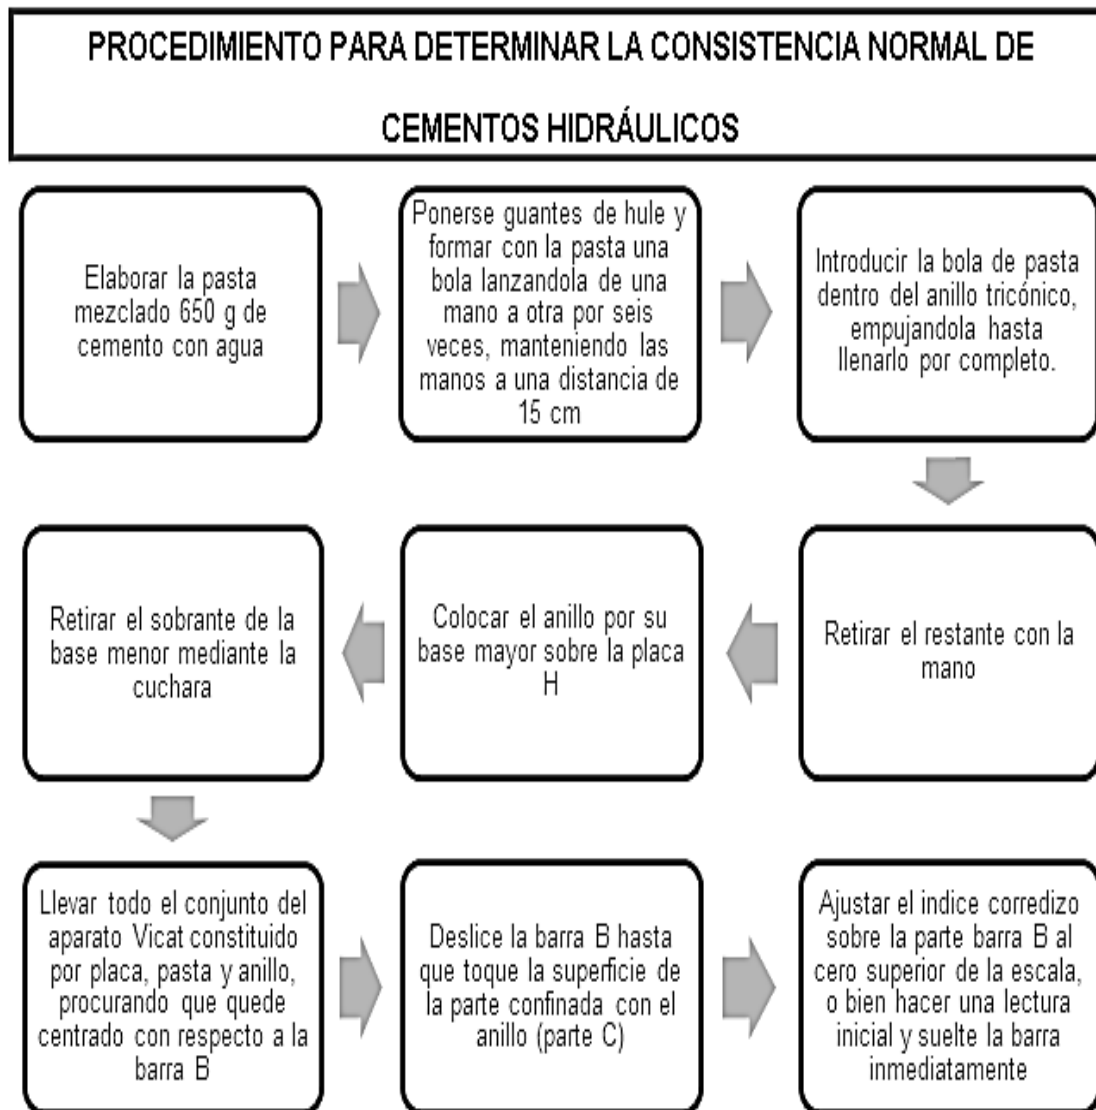 PROCEDIMIENTO PARA DETERMINAR LA CONSISTENCIA NORMAL DE
CEMENTOS HIDRÁULICOS
Elaborar la pasta
mezclado 650 g de
cemento con agua
Ponerse guantes de hule y
formar con la pasta una
bola lanzandola de una
mano a otra por seis
veces, manteniendo las
manos a una distancia de
15 cm
Introducir la bola de pasta
dentro del anillo tricónico,
empujandola hasta
llenarlo por completo.
Retirar el restante con la
mano
Colocar el anillo por su
base mayor sobre la placa
H
Retirar el sobrante de la
base menor mediante la
cuchara
Llevar todo el conjunto del
aparato Vicat constituido
por placa, pasta y anillo,
procurando que quede
centrado con respecto a la
barra B
Deslice la barra B hasta
que toque la superficie de
la parte confinada con el
anillo (parte C)
Ajustar el indice corredizo
sobre la parte barra B al
cero superior de la escala,
o bien hacer una lectura
inicial y suelte la barra
inmediatamente